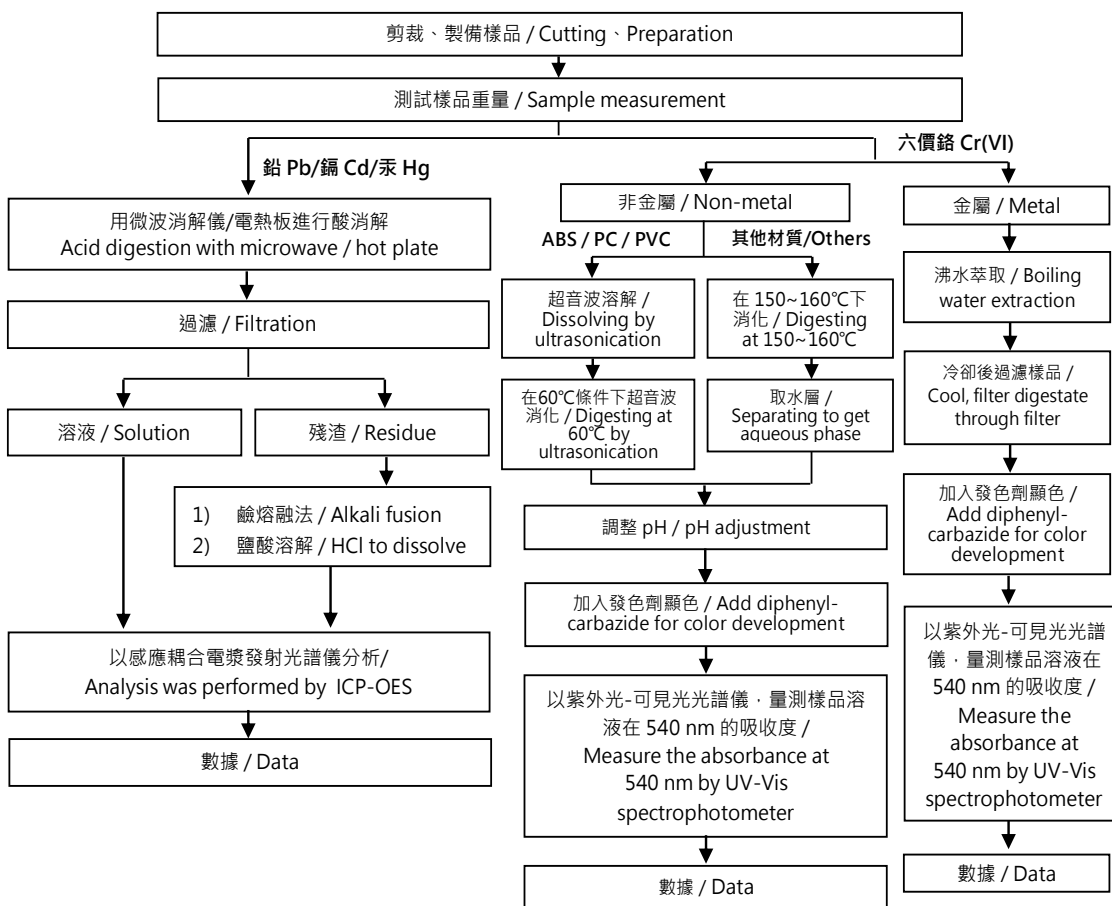 剪裁、製備樣品 / Cutting、Preparation
測試樣品重量 / Sample measurement
鉛 Pb/鎘 Cd/汞 Hg
用微波消解儀/電熱板進行酸消解
Acid digestion with microwave / hot plate
過濾 / Filtration
溶液 / Solution
殘渣 / Residue
1) 鹼熔融法 / Alkali fusion
2) 鹽酸溶解 / HCl to dissolve
以感應耦合電漿發射光譜儀分析/
Analysis was performed by ICP-OES
數據 / Data
六價鉻 Cr(VI)
非金屬 / Non-metal
ABS / PC / PVC
超音波溶解 /
Dissolving by
ultrasonication
在60℃條件下超音波
消化 / Digesting at
60℃ by
ultrasonication
其他材質/Others
在 150~160℃下
消化 / Digesting
at 150~160℃
取水層 /
Separating to get
aqueous phase
調整 pH / pH adjustment
加入發色劑顯色 / Add diphenyl-
carbazide for color development
以紫外光-可見光光譜儀，量測樣品溶
液在 540 nm 的吸收度 /
Measure the absorbance at
540 nm by UV-Vis
spectrophotometer
數據 / Data
金屬 / Metal
沸水萃取 / Boiling
water extraction
冷卻後過濾樣品 /
Cool, filter digestate
through filter
加入發色劑顯色 /
Add diphenyl-
carbazide for color
development
以紫外光-可見光光譜
儀，量測樣品溶液在
540 nm 的吸收度 /
Measure the
absorbance at
540 nm by UV-Vis
spectrophotometer
數據 / Data